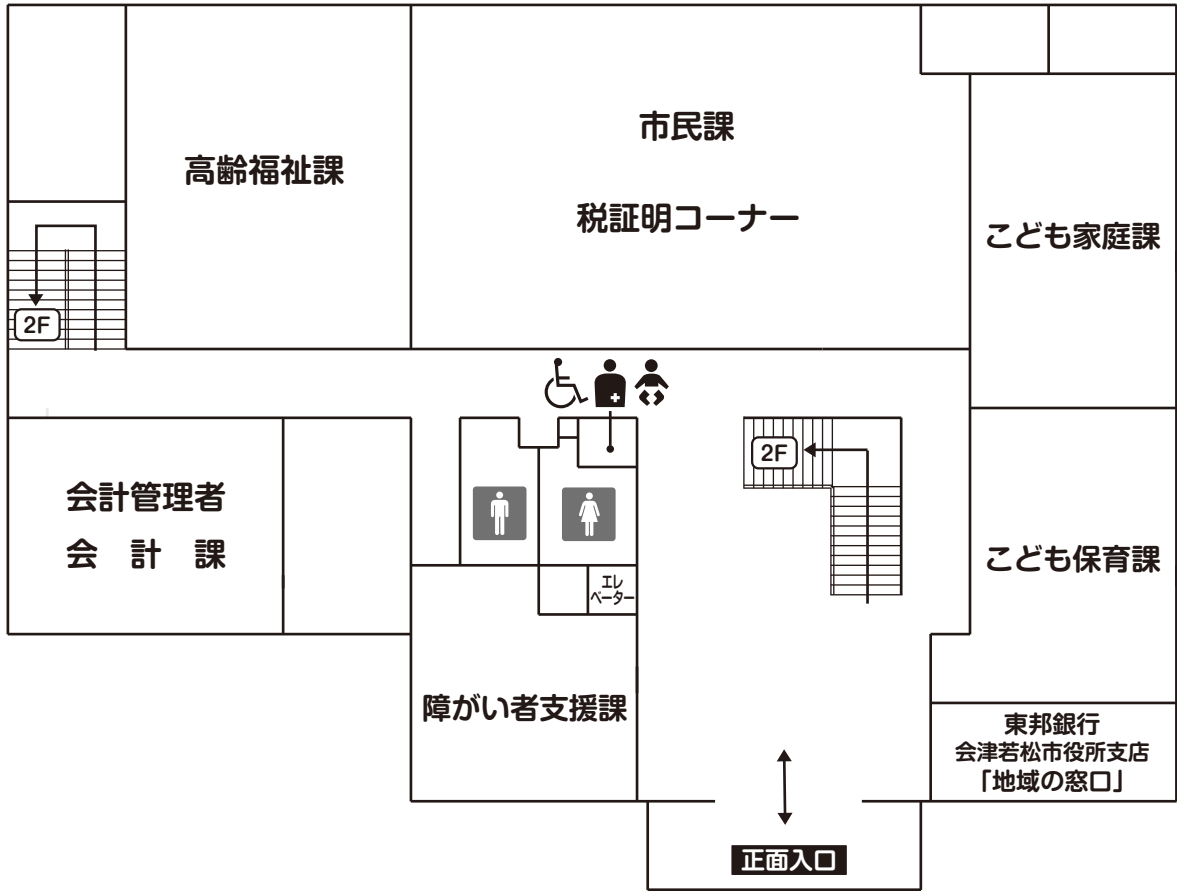 市民課
高齢福祉課
税証明コーナー
こども家庭課
2F
2F
会計管理者
会計課
エレ
ベーター
こども保育課
障がい者支援課
東邦銀行
会津若松市役所支店
「地域の窓口」
正面入口